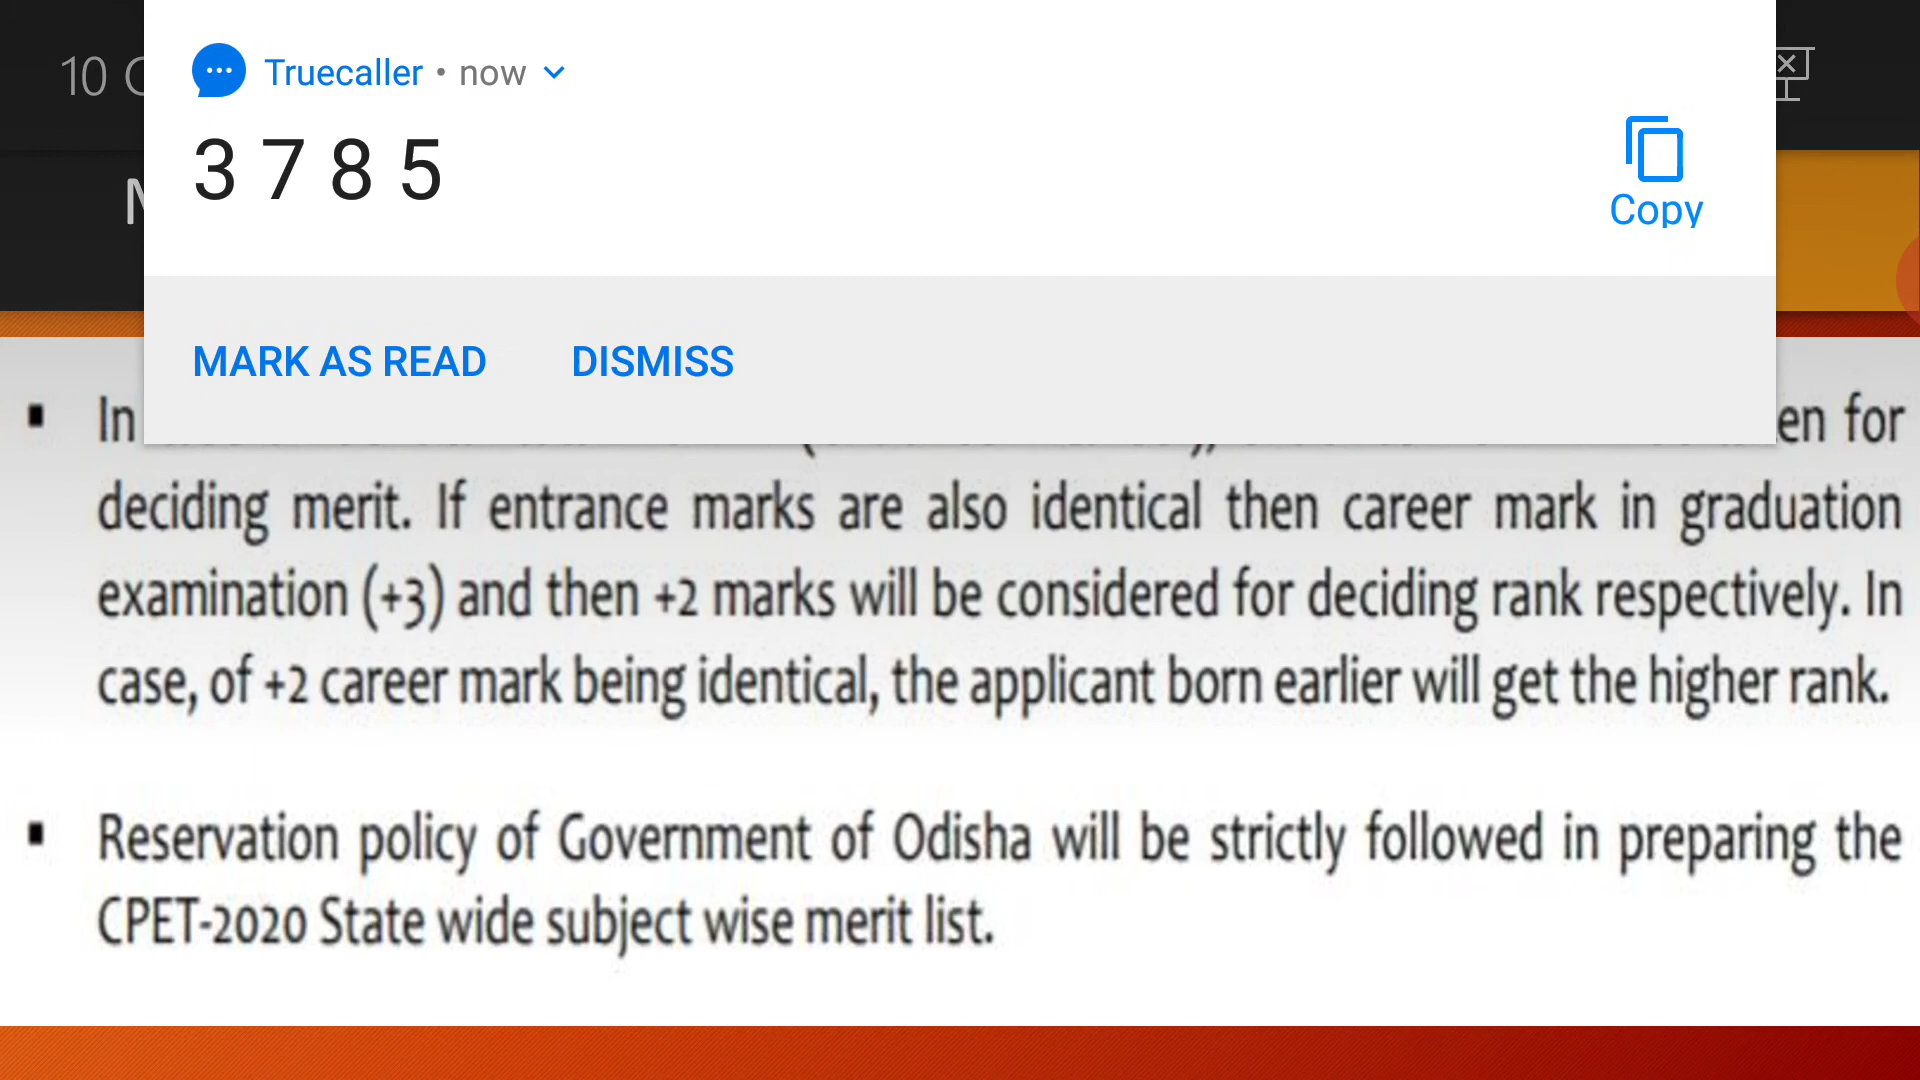 10
Truecaller • now
3 7 8 5
Copy
MARK AS READ DISMISS
▪ In en for
deciding merit. If entrance marks are also identical then career mark in graduation
examination (+3) and then +2 marks will be considered for deciding rank respectively. In
case, of +2 career mark being identical, the applicant born earlier will get the higher rank.
▪ Reservation policy of Government of Odisha will be strictly followed in preparing the
CPET-2020 State wide subject wise merit list.